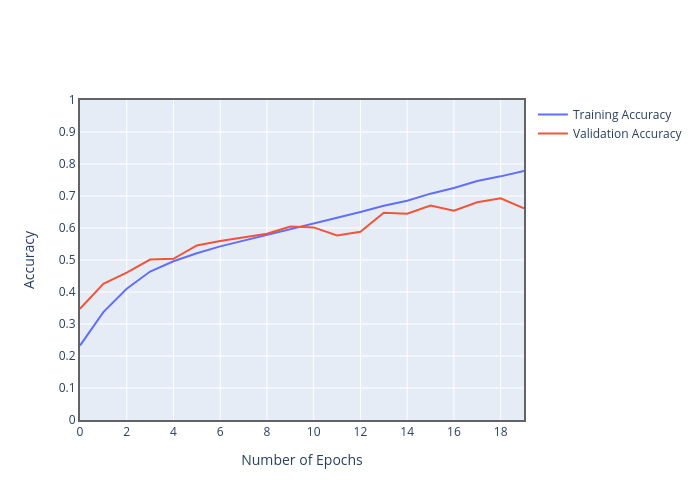 Training Accuracy
Validation Accuracy
1
0.9
0.8
0.7
0.6
0.5
0.4
0.3
0.2
0.1
0
Accuracy
0 2 4 6 8 10 12 14 16 18
Number of Epochs